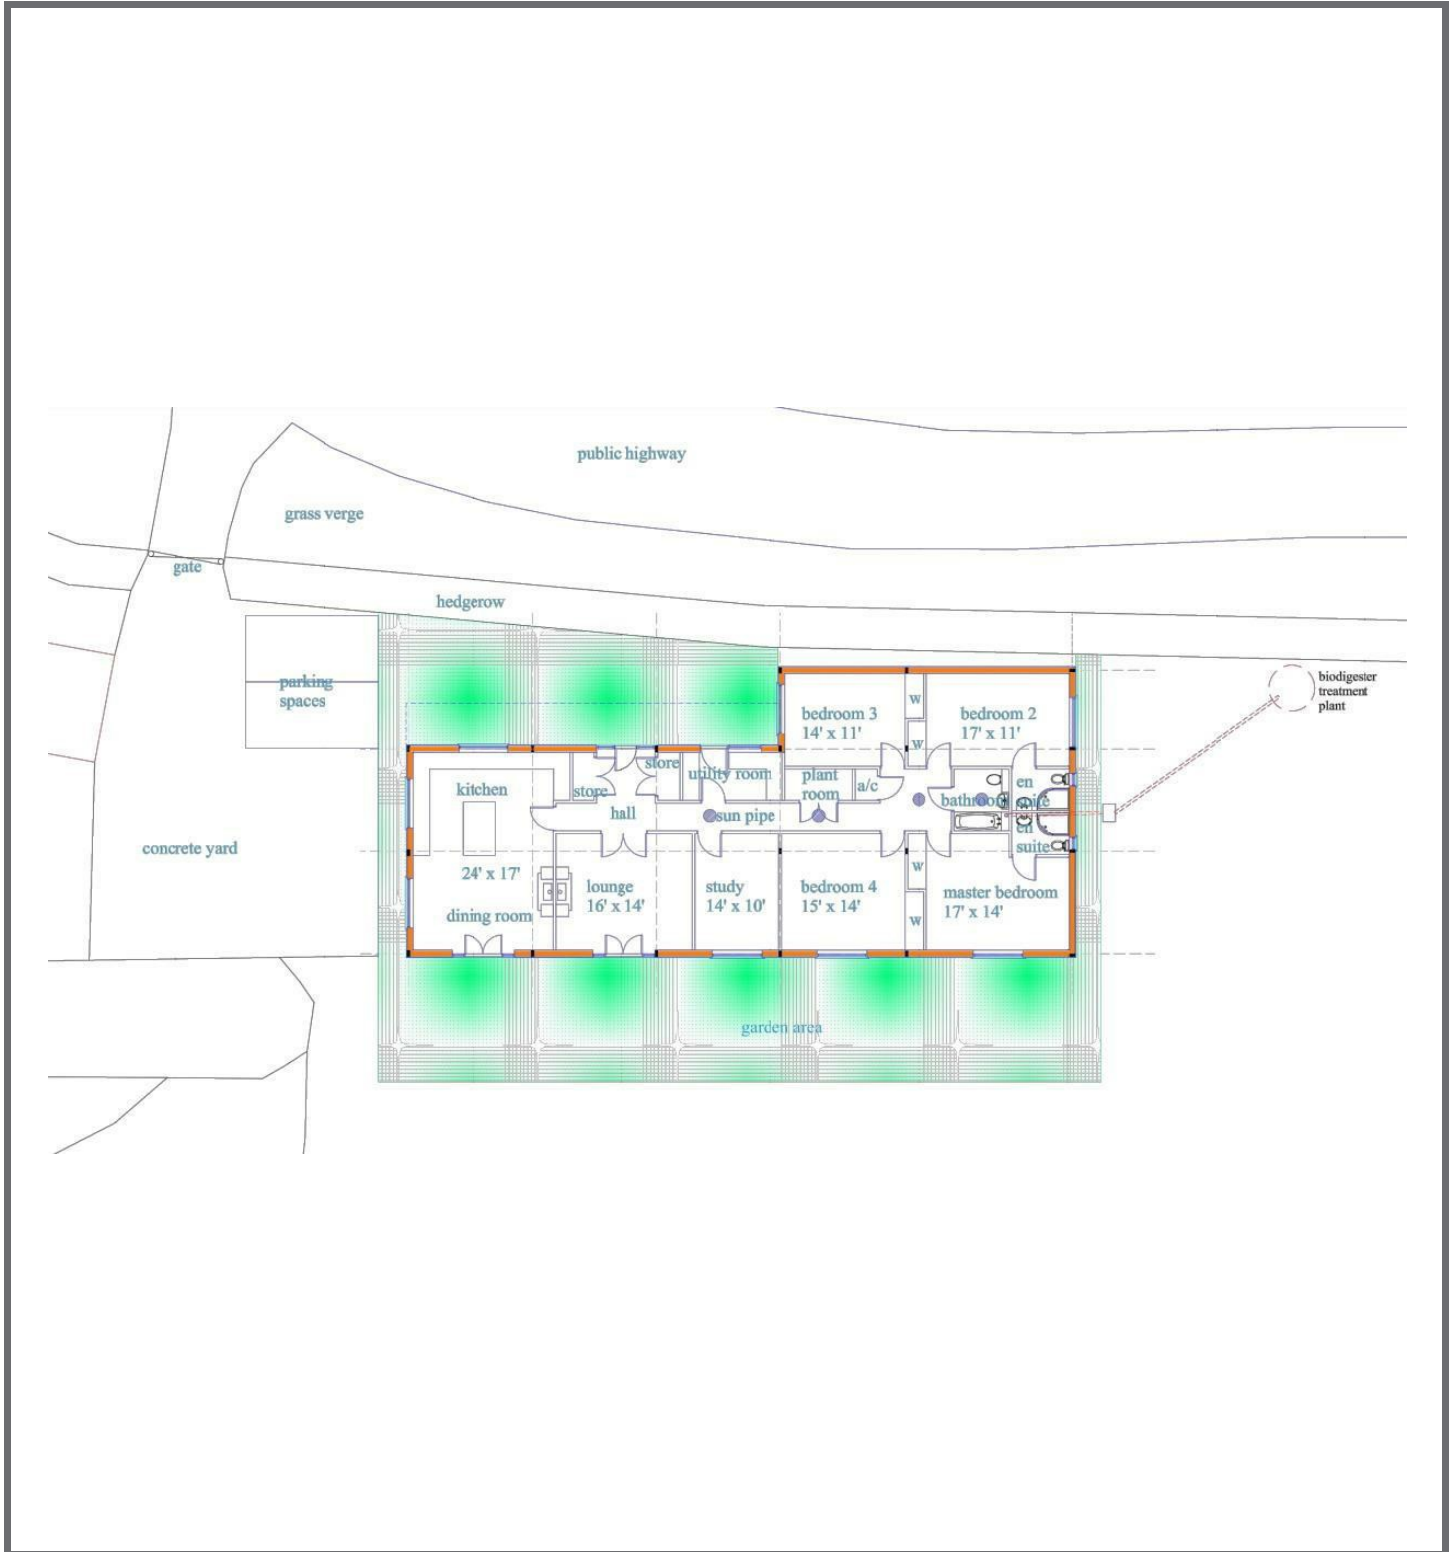 public highway
grass verge
gate
hedgerow
parking
spaces
biodigester
treatment
plant
bedroom 3
14' x 11'
W
W
bedroom 2
17' x 11'
kitchen
store
store
utility room
plant
room
a/c
bathroom
en
suite
hall
sun pipe
en
suite
concrete yard
24' x 17'
dining room
lounge
16' x 14'
study
14' x 10'
bedroom 4
15' x 14'
W
W
master bedroom
17' x 14'
garden area